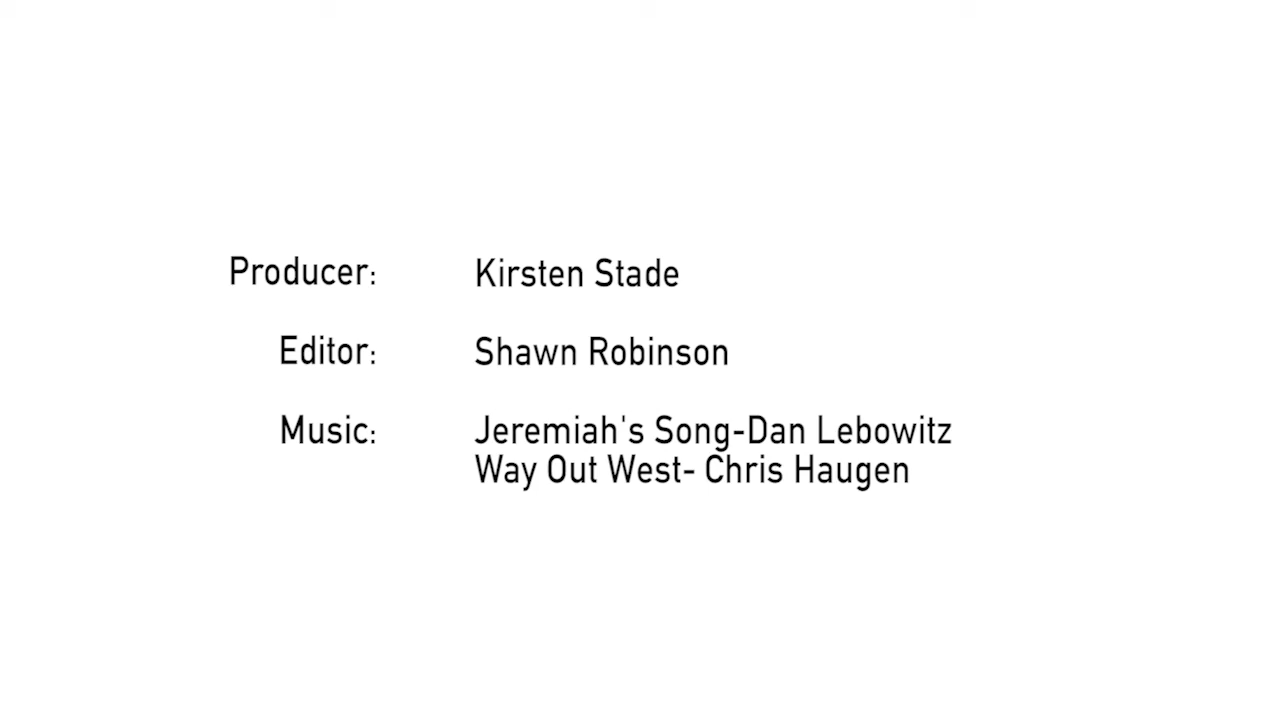 Producer: Kirsten Stade
Editor: Shawn Robinson
Music: Jeremiah's Song-Dan Lebowitz
Way Out West- Chris Haugen